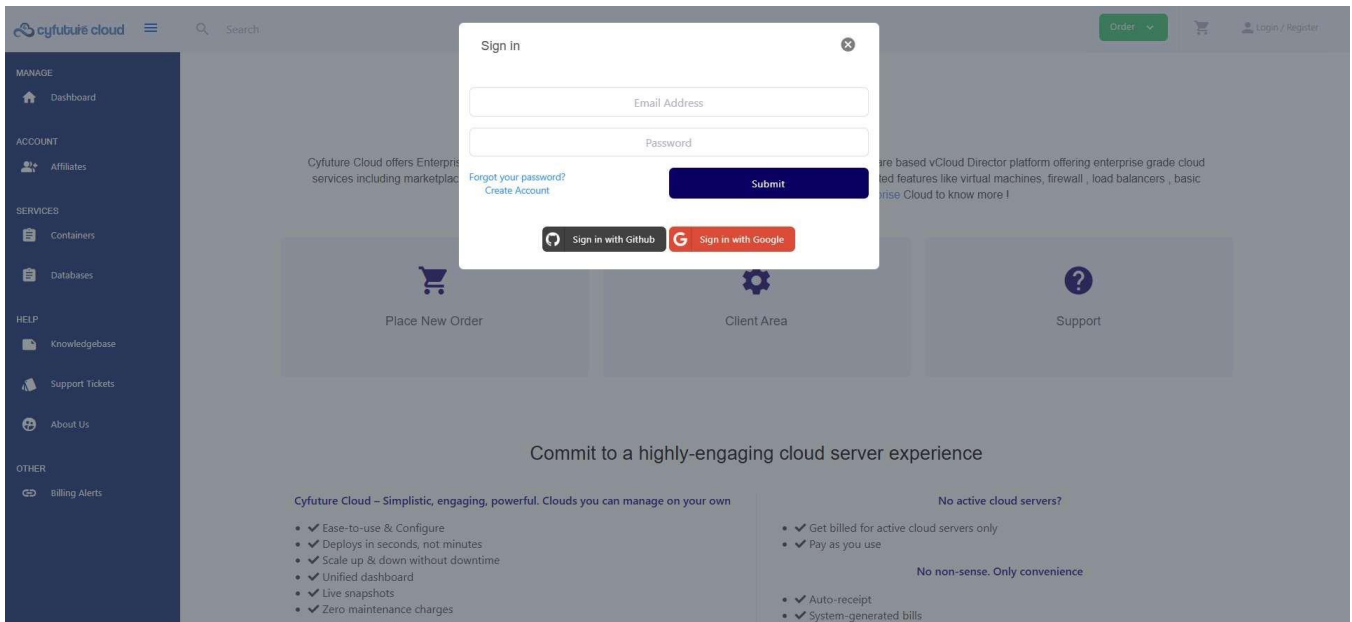 cyfuture cloud
Search
Order
Login / Register
MANAGE
Dashboard
ACCOUNT
Affiliates
SERVICES
Containers
Databases
HELP
Knowledgebase
Support Tickets
About Us
OTHER
Billing Alerts
Sign in
Email Address
Password
Forgot your password?
Create Account
Submit
Sign in with Github
Sign in with Google
Cyfuture Cloud offers Enterpris
are based vCloud Director platform offering enterprise grade cloud
services including marketplac
ted features like virtual machines, firewall , load balancers , basic
prise Cloud to know more !
Place New Order
Client Area
Support
Commit to a highly-engaging cloud server experience
Cyfuture Cloud – Simplistic, engaging, powerful. Clouds you can manage on your own
• ✔ Ease-to-use & Configure
• ✔ Deploys in seconds, not minutes
• ✔ Scale up & down without downtime
• ✔ Unified dashboard
• ✔ Live snapshots
• ✔ Zero maintenance charges
No active cloud servers?
• ✔ Get billed for active cloud servers only
• ✔ Pay as you use
No non-sense. Only convenience
• ✔ Auto-receipt
• ✔ System-generated bills